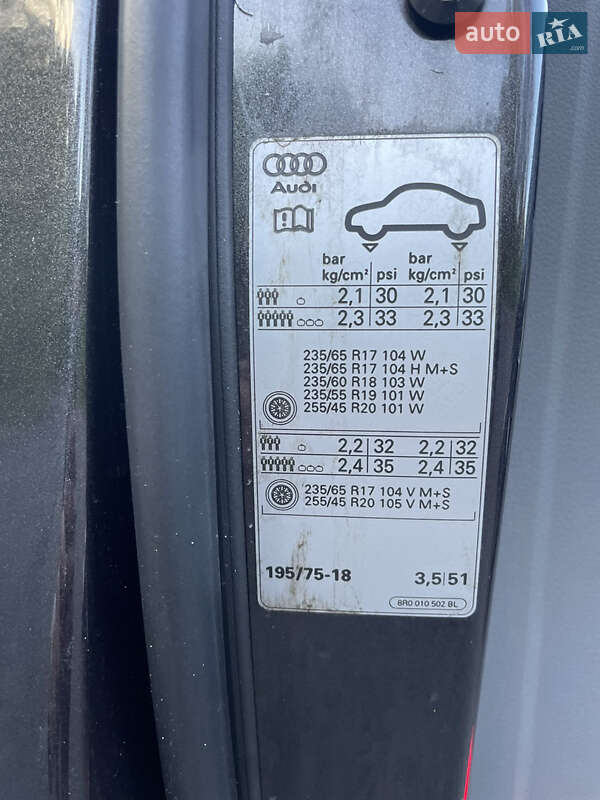 auto RIA
.com
Audi
bar bar
kg/cm² psi kg/cm² psi
2,1 30 2,1 30
2,3 33 2,3 33
235/65 R17 104 W
235/65 R17 104 H M+S
235/60 R18 103 W
235/55 R19 101 W
255/45 R20 101 W
2,2 32 2,2 32
2,4 35 2,4 35
235/65 R17 104 V M+S
255/45 R20 105 V M+S
195/75-18 3,5 51
8R0 010 502 BL